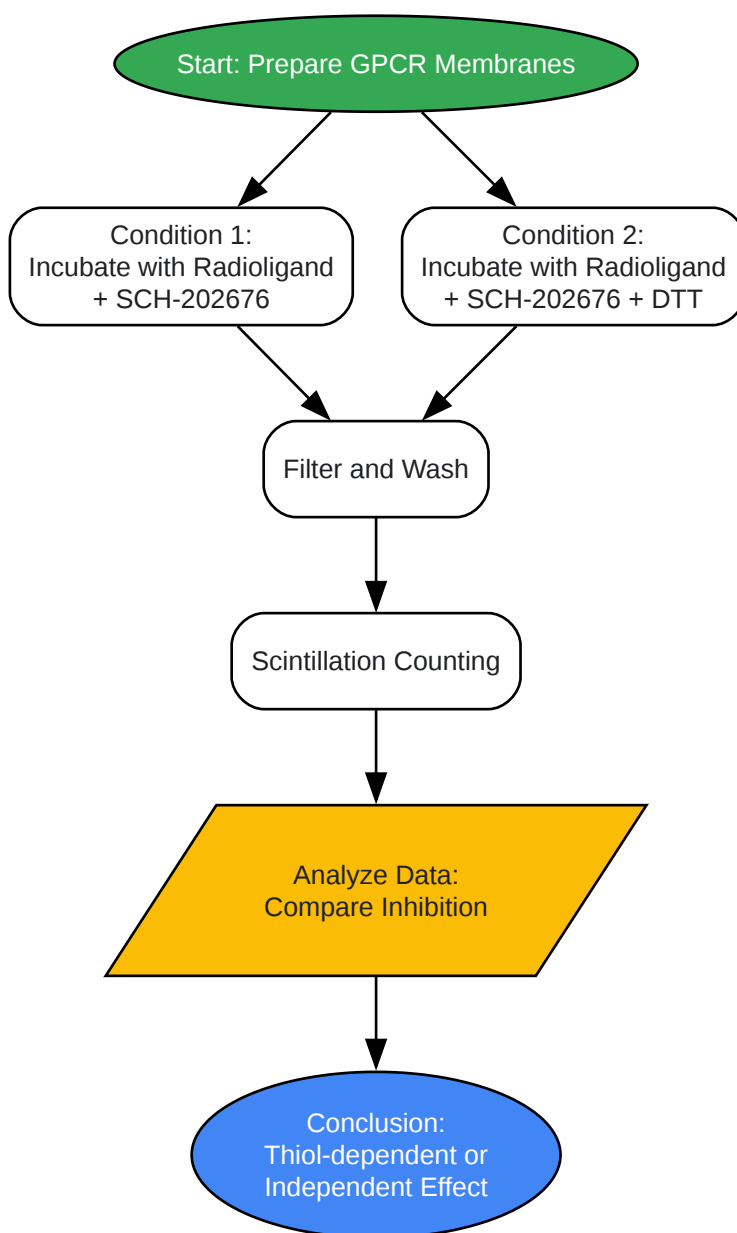 Start: Prepare GPCR Membranes
Condition 1:
Incubate with Radioligand
+ SCH-202676
Condition 2:
Incubate with Radioligand
+ SCH-202676 + DTT
Filter and Wash
Scintillation Counting
Analyze Data:
Compare Inhibition
Conclusion:
Thiol-dependent or
Independent Effect